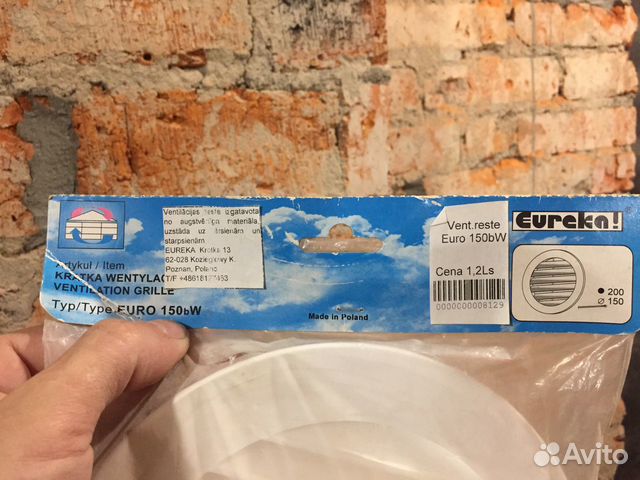 Ventilācijas reste izgatavota
no augstvērtīga materiāla,
uzstāda uz ārsienām un
starpsienām
EUREKA Krotka 13
62-028 Koziegłowy K.
Poznan, Poland
Artykuł / Item
KRATKA WENTYLAC
VENTILATION GRILLE
Typ/Type EURO 150bW
Made in Poland
Vent.reste
Euro 150bW
Cena 1,2Ls
0000000008129
Eureka!
● 200
⌀ 150
Avito